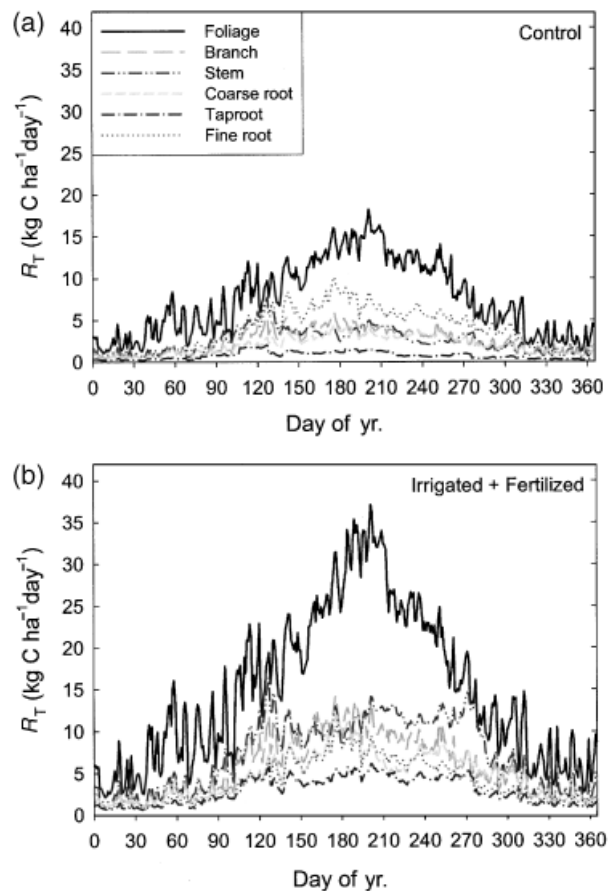 (a)
Control
Foliage
Branch
Stem
Coarse root
Taproot
Fine root
R_T (kg C ha⁻¹day⁻¹)
40
35
30
25
20
15
10
5
0
0 30 60 90 120 150 180 210 240 270 300 330 360
Day of yr.
(b)
Irrigated + Fertilized
R_T (kg C ha⁻¹day⁻¹)
40
35
30
25
20
15
10
5
0
0 30 60 90 120 150 180 210 240 270 300 330 360
Day of yr.